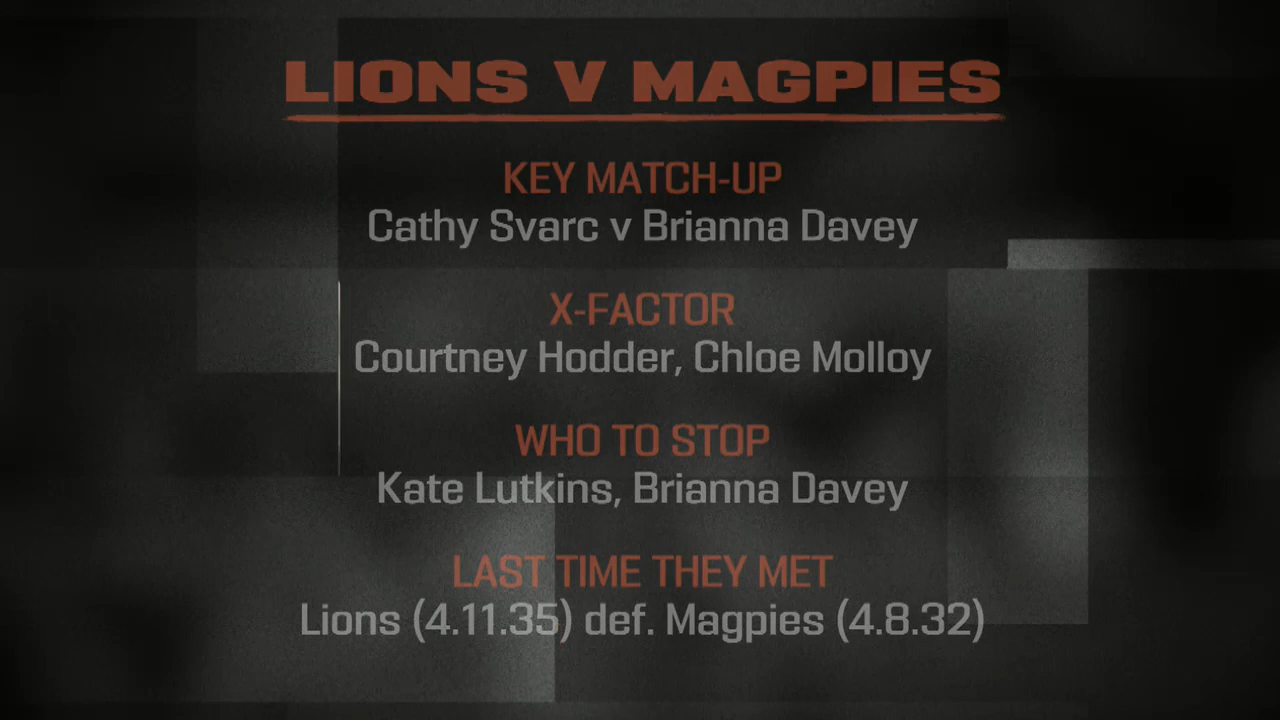 LIONS V MAGPIES
KEY MATCH-UP
Cathy Svarc v Brianna Davey
X-FACTOR
Courtney Hodder, Chloe Molloy
WHO TO STOP
Kate Lutkins, Brianna Davey
LAST TIME THEY MET
Lions (4.11.35) def. Magpies (4.8.32)